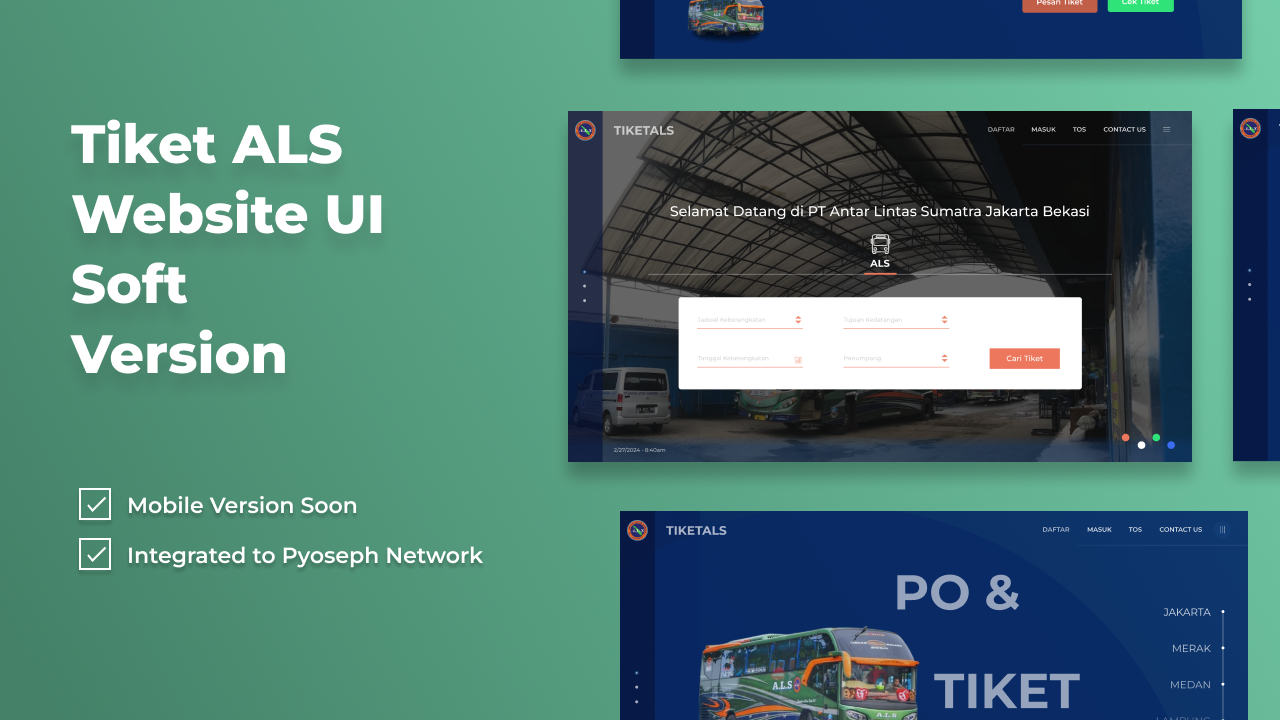 Pesan Tiket
Cek Tiket
Tiket ALS
Website UI
Soft
Version
Mobile Version Soon
Integrated to Pyoseph Network
TIKETALS
DAFTAR
MASUK
TOS
CONTACT US
Selamat Datang di PT Antar Lintas Sumatra Jakarta Bekasi
ALS
Jadwal Keberangkatan
Tujuan Kedatangan
Tanggal Keberangkatan
Penumpang
Cari Tiket
2/27/2024 - 8:40am
TIKETALS
DAFTAR
MASUK
TOS
CONTACT US
PO &
TIKET
JAKARTA
MERAK
MEDAN
LAMPUNG
A.L.S
A.L.S